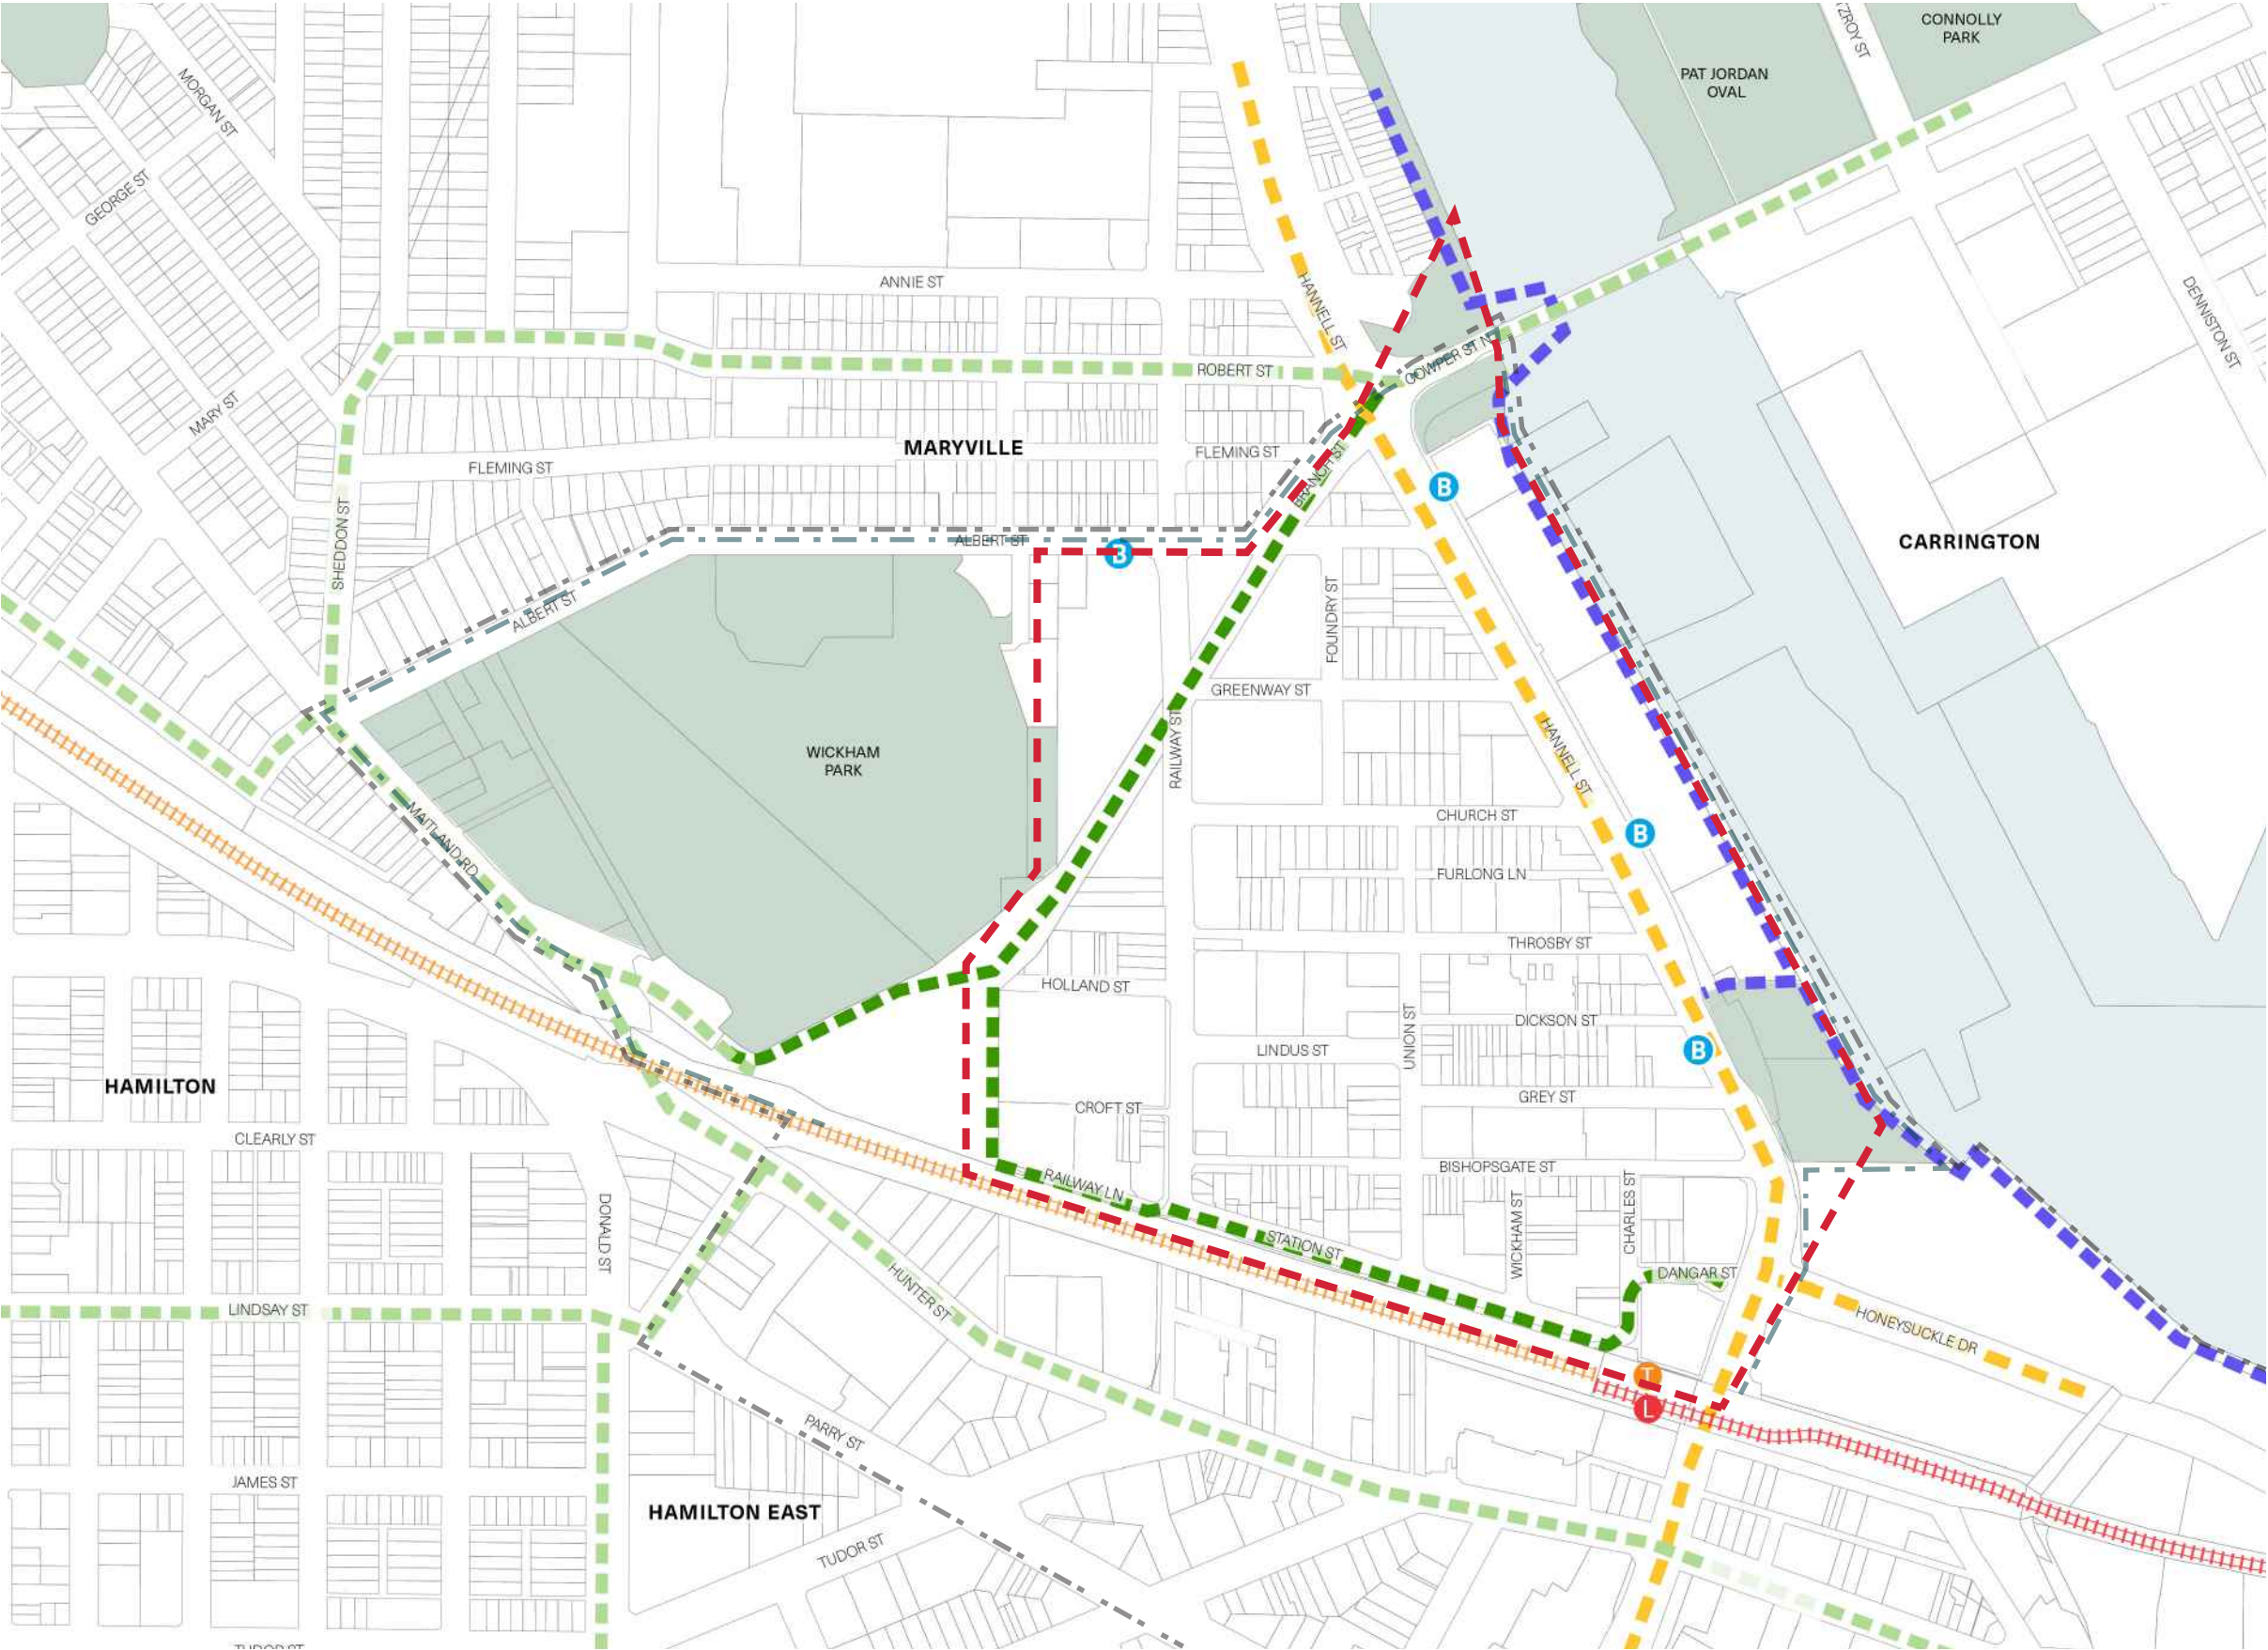 CONNOLLY
PARK
PAT JORDAN
OVAL
MORGAN ST
GEORGE ST
ANNIE ST
HANNELL ST
DENNISTON ST
ROBERT ST
COWPER ST N
MARY ST
MARYVILLE
FLEMING ST
FLEMING ST
BRANCH ST
B
SHEDDON ST
ALBERT ST
B
CARRINGTON
ALBERT ST
FOUNDRY ST
GREENWAY ST
WICKHAM
PARK
RAILWAY ST
HANNELL ST
MAITLAND RD
CHURCH ST
B
FURLONG LN
THROSBY ST
HOLLAND ST
UNION ST
DICKSON ST
LINDUS ST
B
HAMILTON
CROFT ST
GREY ST
CLEARLY ST
BISHOPSGATE ST
RAILWAY LN
DONALD ST
WICKHAM ST
CHARLES ST
STATION ST
DANGAR ST
HUNTER ST
LINDSAY ST
HONEYSUCKLE DR
T
L
PARRY ST
JAMES ST
HAMILTON EAST
TUDOR ST